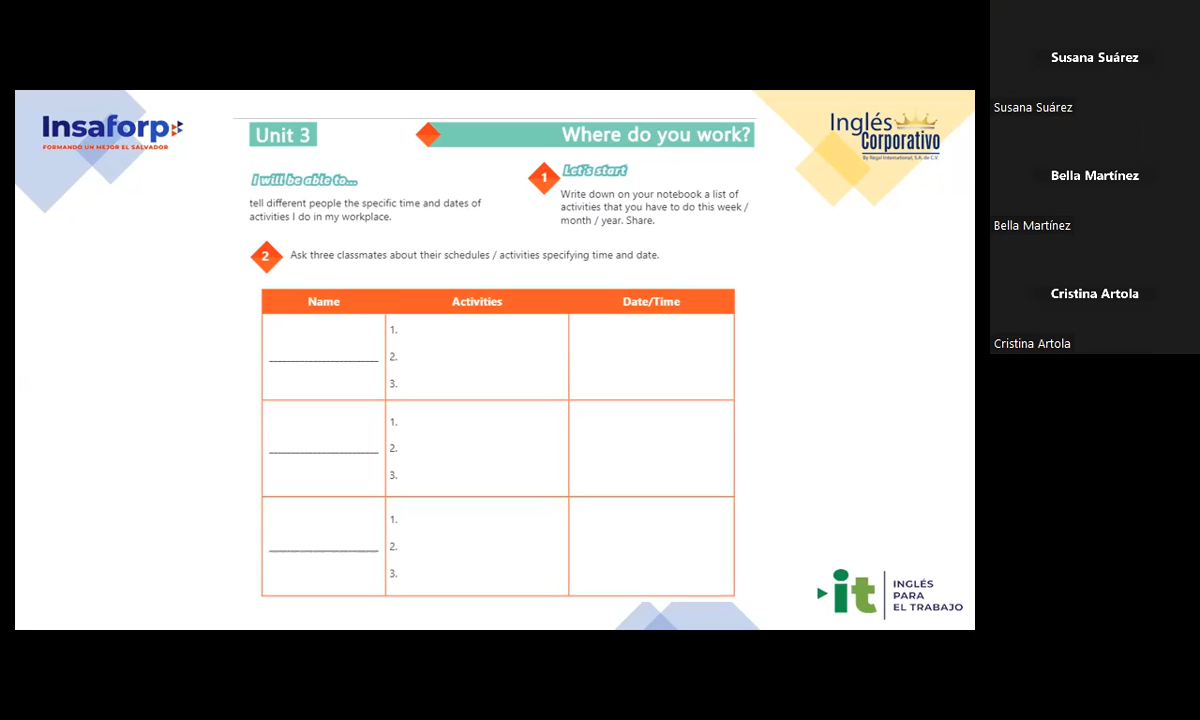 Insaforp
FORMANDO UN MEJOR EL SALVADOR
Unit 3
Where do you work?
Inglés
Corporativo
By Regal International, S.A. de C.V.
I will be able to...
tell different people the specific time and dates of
activities I do in my workplace.
1
Let's start
Write down on your notebook a list of
activities that you have to do this week /
month / year. Share.
2
Ask three classmates about their schedules / activities specifying time and date.
Name Activities Date/Time
1.
2.
3.
1.
2.
3.
1.
2.
3.
it
INGLÉS
PARA
EL TRABAJO
Susana Suárez
Susana Suárez
Bella Martínez
Bella Martínez
Cristina Artola
Cristina Artola